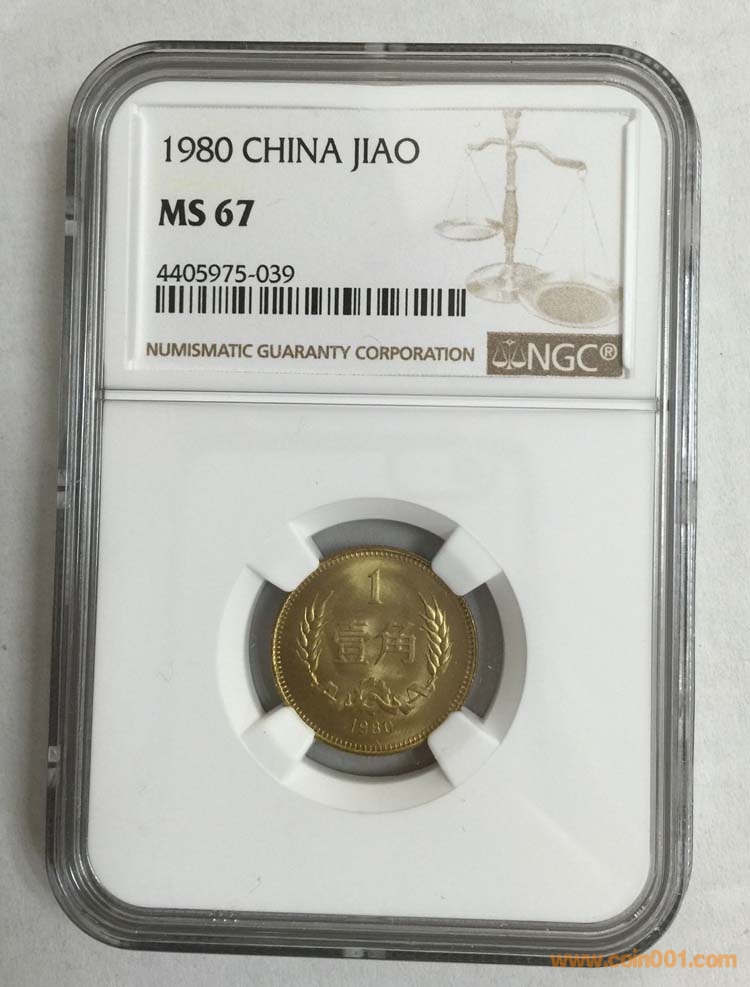 1980 CHINA JIAO
MS 67
4405975-039
NUMISMATIC GUARANTY CORPORATION
NGC®
1
壹角
1980
www.coin001.com